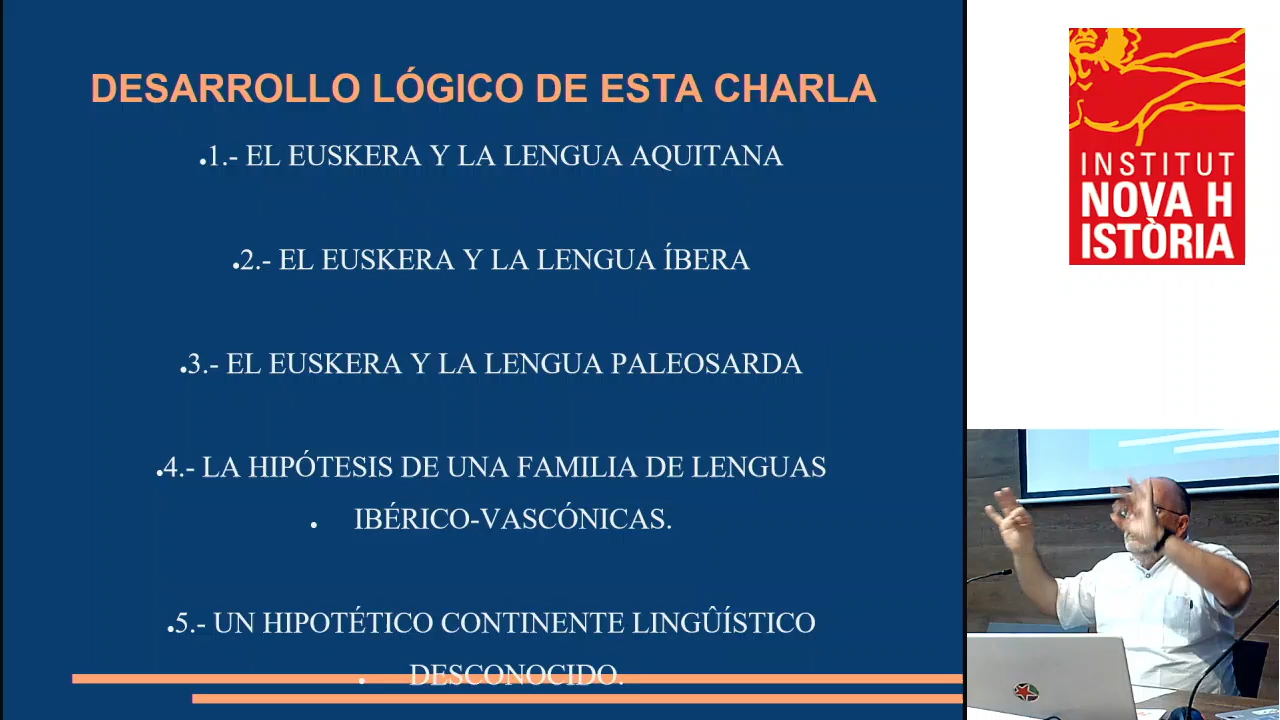 DESARROLLO LÓGICO DE ESTA CHARLA
●1.- EL EUSKERA Y LA LENGUA AQUITANA
●2.- EL EUSKERA Y LA LENGUA ÍBERA
●3.- EL EUSKERA Y LA LENGUA PALEOSARDA
●4.- LA HIPÓTESIS DE UNA FAMILIA DE LENGUAS
● IBÉRICO-VASCÓNICAS.
●5.- UN HIPOTÉTICO CONTINENTE LINGÛÍSTICO
● DESCONOCIDO.
INSTITUT
NOVA H
ISTÒRIA